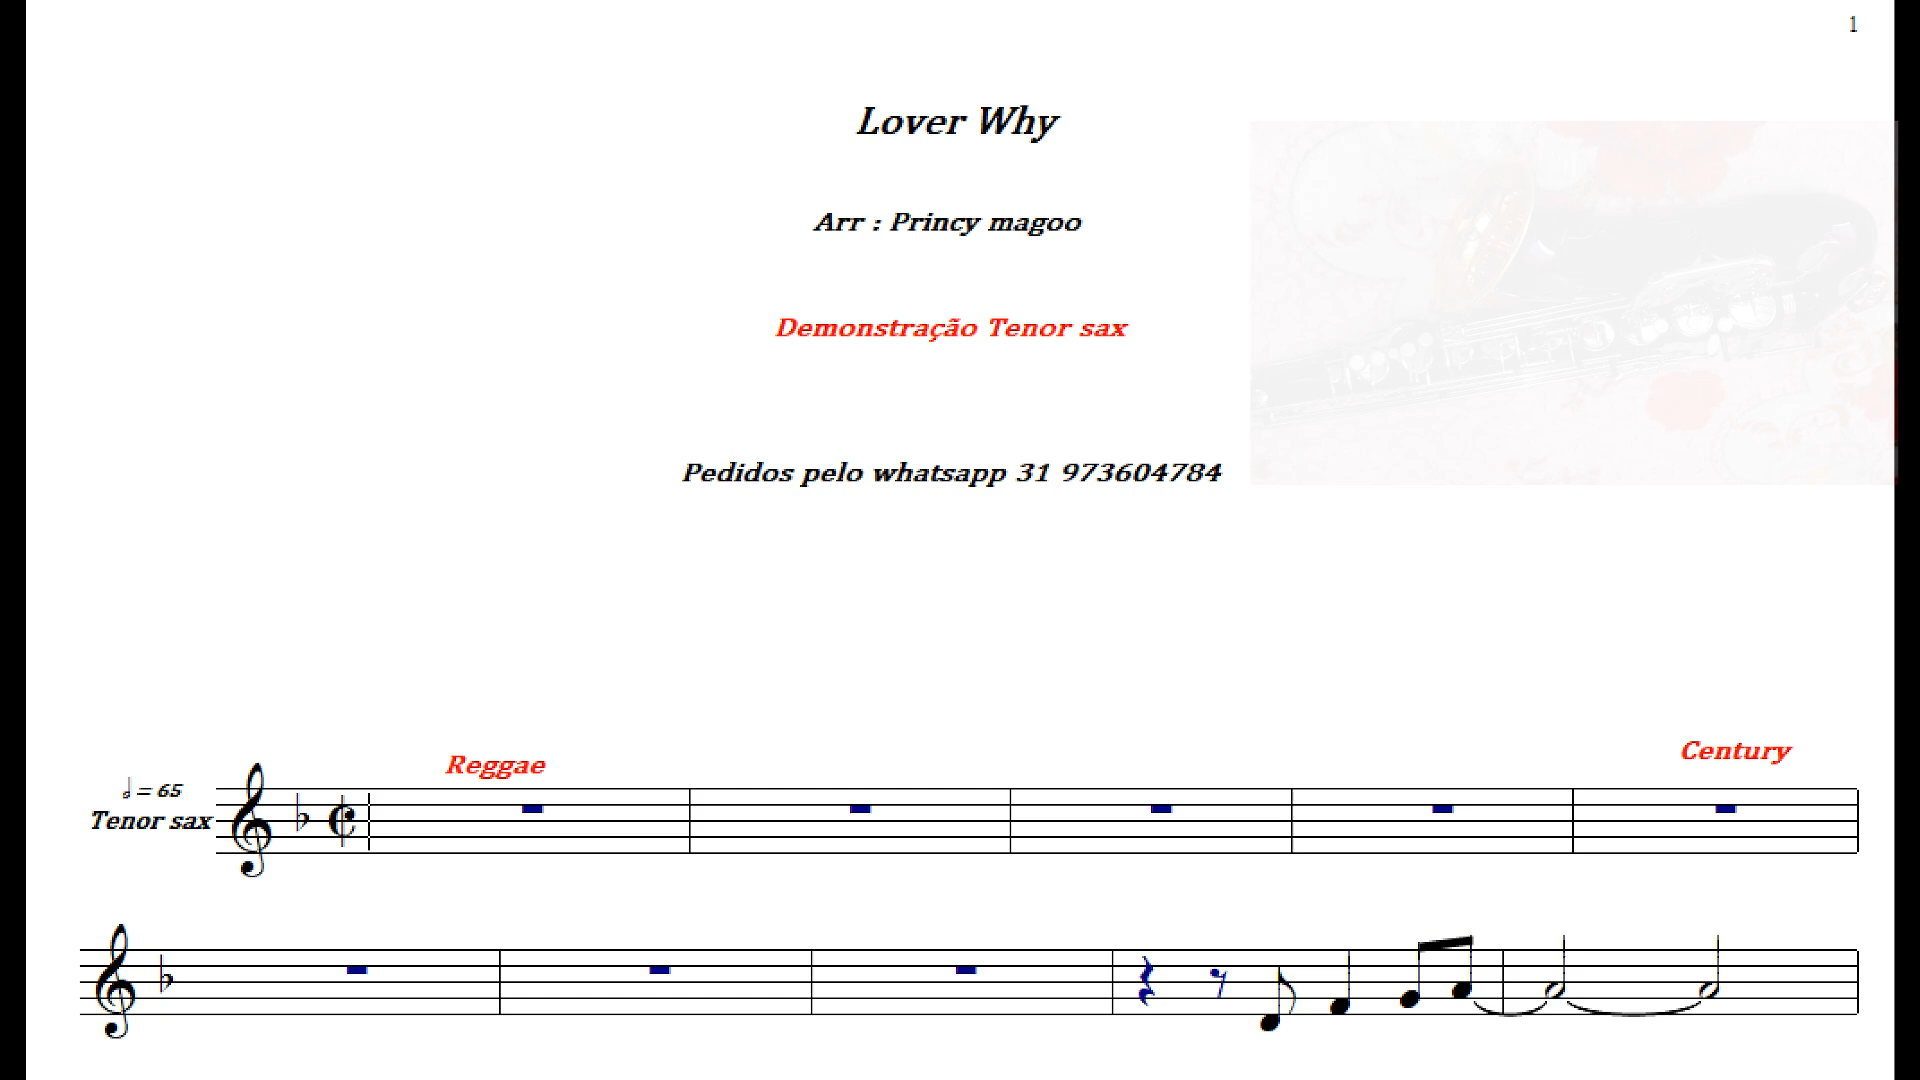 1
Lover Why
Arr : Princy magoo
Demonstração Tenor sax
Pedidos pelo whatsapp 31 973604784
Reggae
Century
𝅗𝅥 = 65
Tenor sax